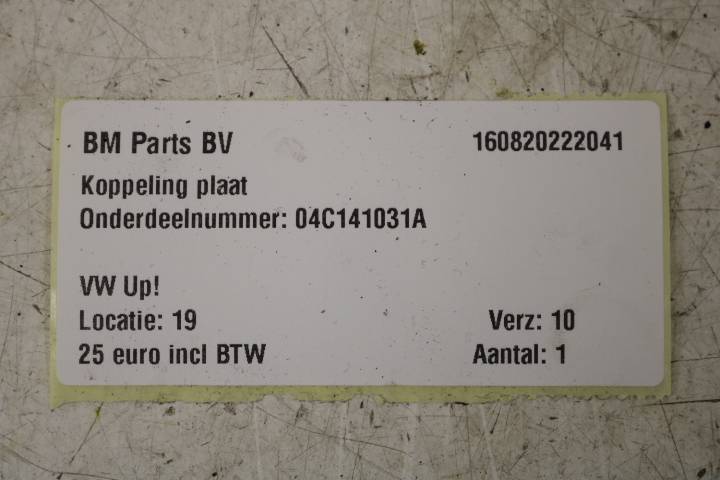 BM Parts BV 160820222041
Koppeling plaat
Onderdeelnummer: 04C141031A
VW Up!
Locatie: 19 Verz: 10
25 euro incl BTW Aantal: 1